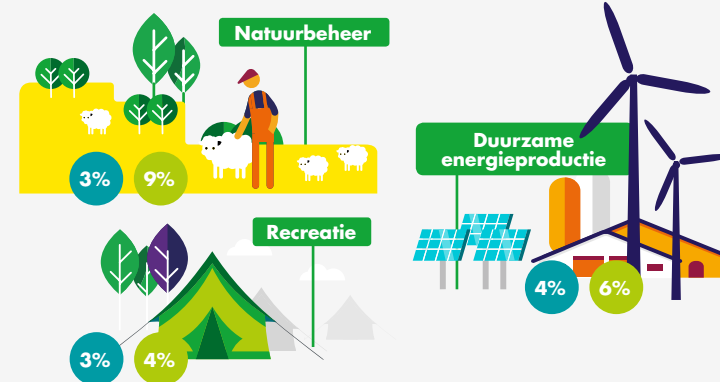 Natuurbeheer
3% 9%
Duurzame
energieproductie
4% 6%
Recreatie
3% 4%